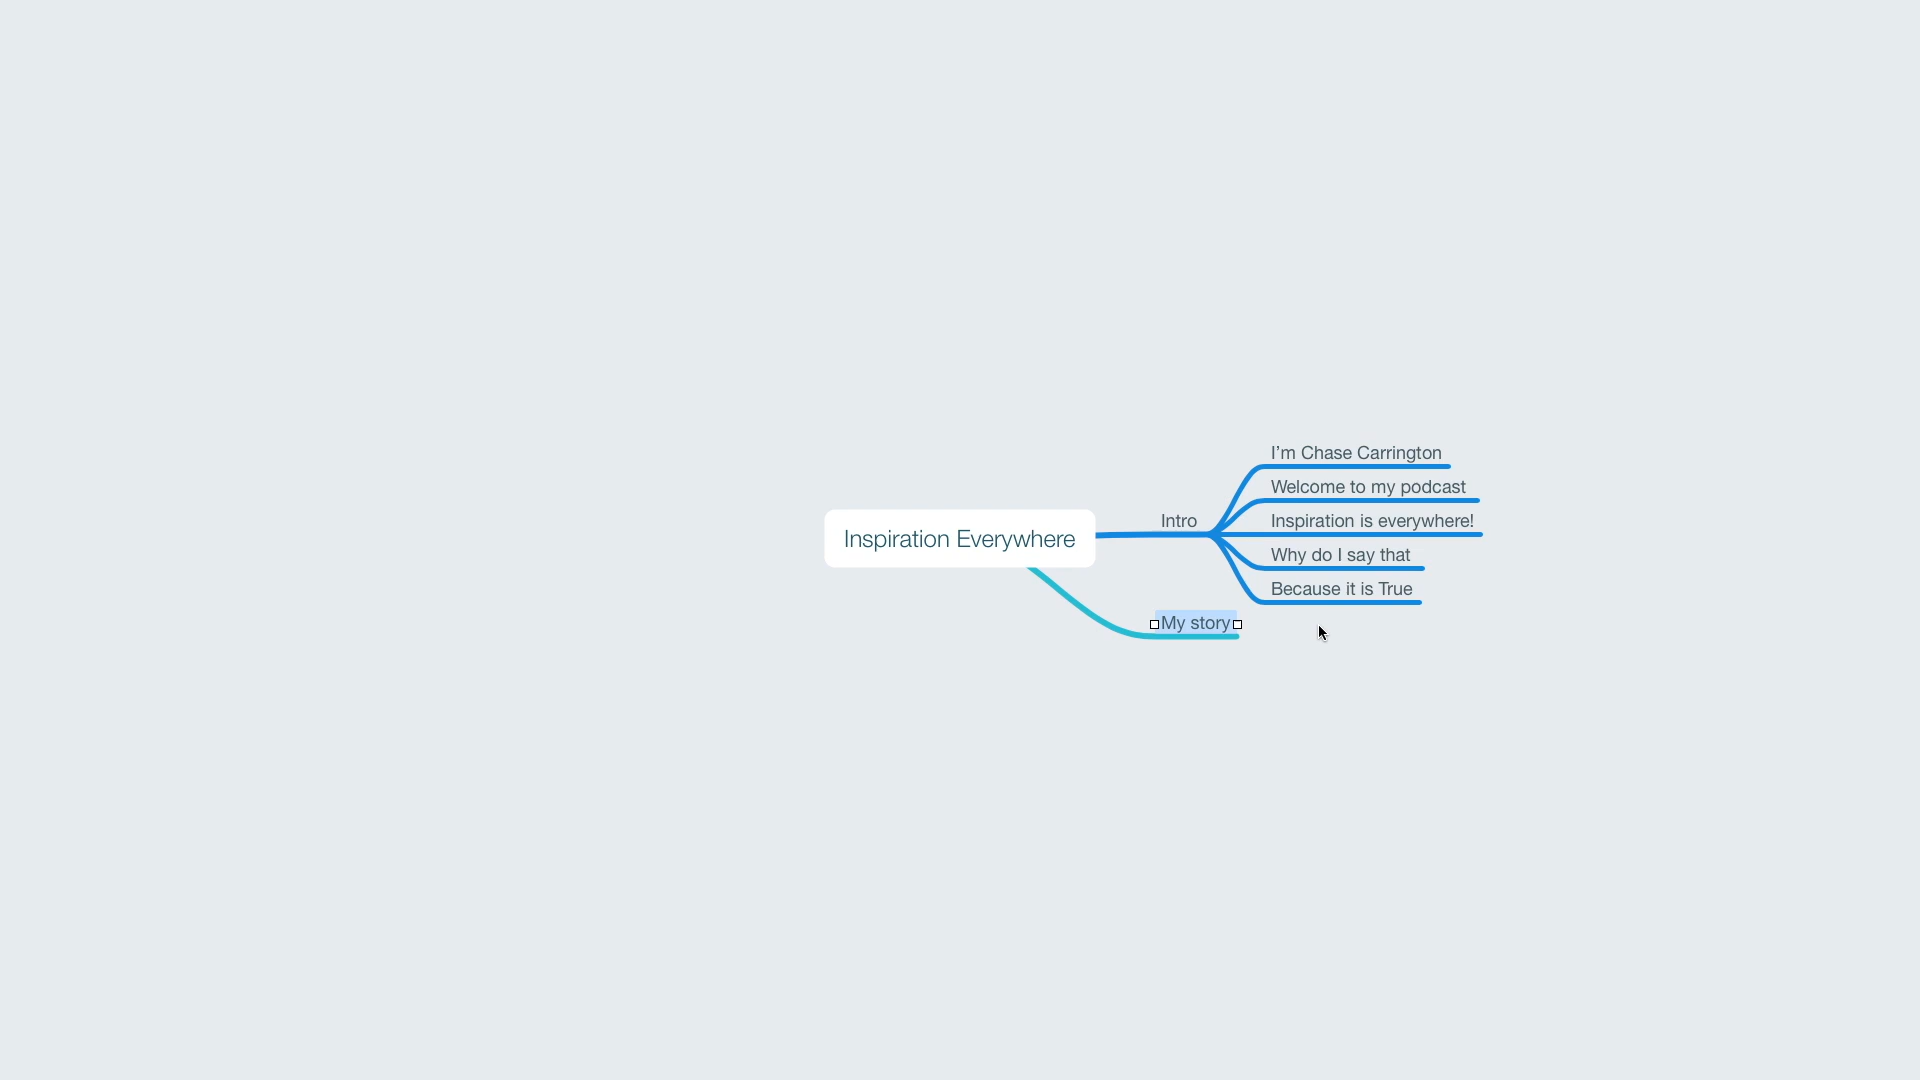 Inspiration Everywhere
Intro
I’m Chase Carrington
Welcome to my podcast
Inspiration is everywhere!
Why do I say that
Because it is True
My story